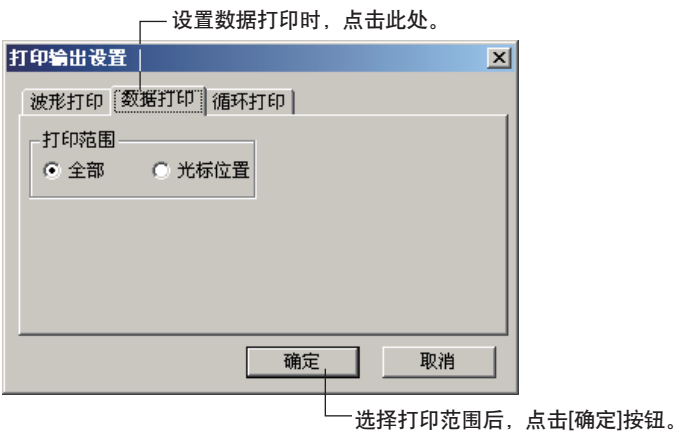 设置数据打印时，点击此处。
打印输出设置
波形打印 数据打印 循环打印
打印范围
全部 光标位置
确定 取消
选择打印范围后，点击[确定]按钮。